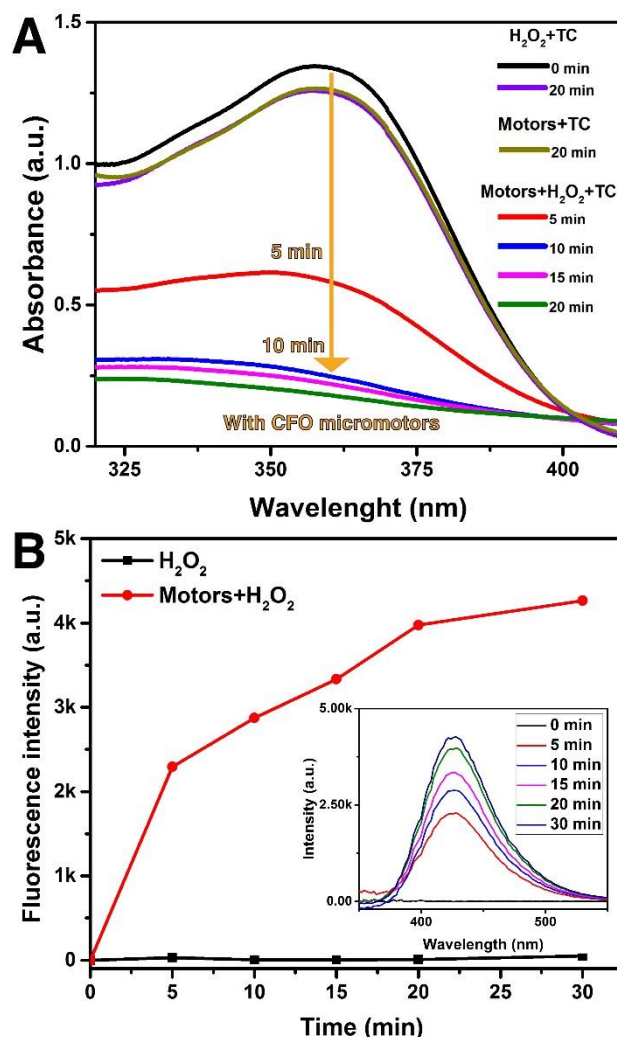 A
Absorbance (a.u.)
1.5
1.0
0.5
0.0
H₂O₂+TC
0 min
20 min
Motors+TC
20 min
Motors+H₂O₂+TC
5 min
10 min
15 min
20 min
5 min
10 min
With CFO micromotors
325 350 375 400
Wavelenght (nm)
B
Fluorescence intensity (a.u.)
5k
4k
3k
2k
1k
0
H₂O₂
Motors+H₂O₂
Intensity (a.u.)
5.00k
2.50k
0.00
0 min
5 min
10 min
15 min
20 min
30 min
400 500
Wavelength (nm)
0 5 10 15 20 25 30
Time (min)